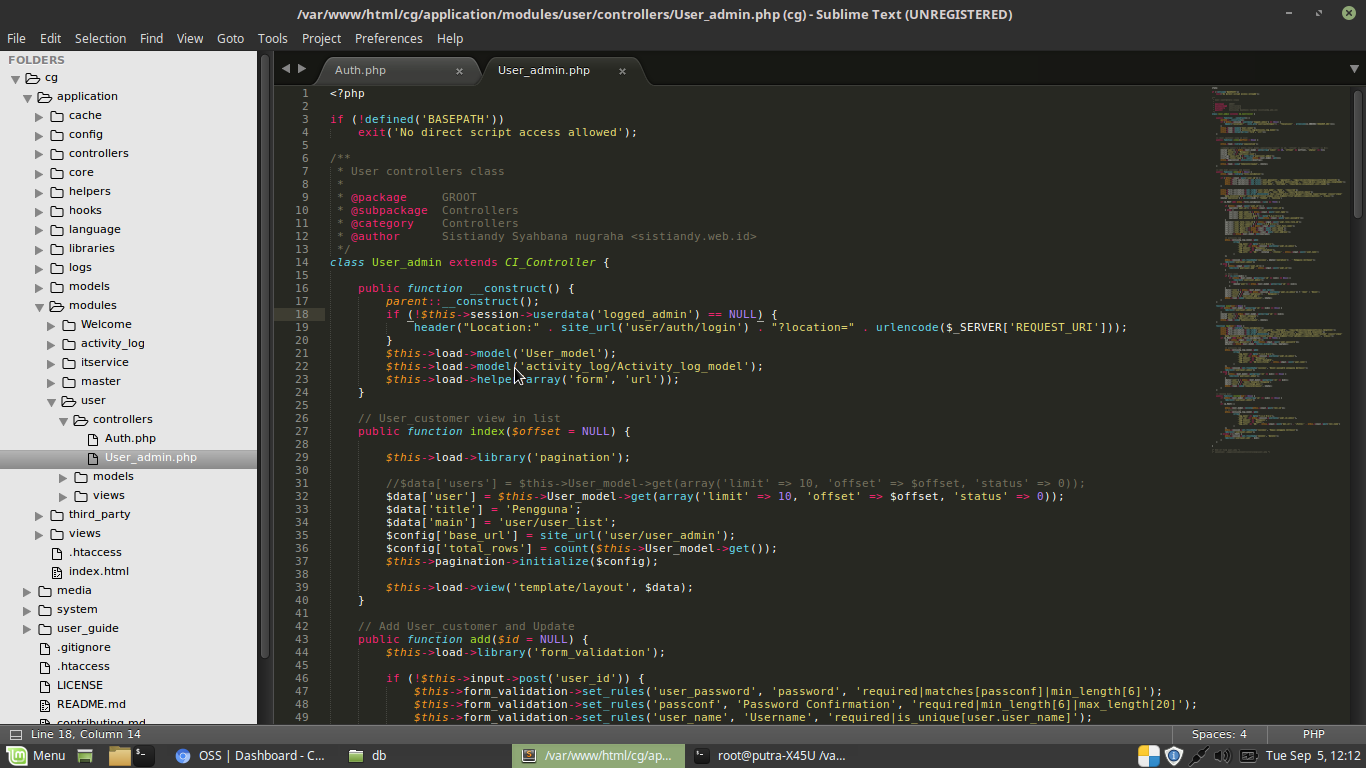 /var/www/html/cg/application/modules/user/controllers/User_admin.php (cg) - Sublime Text (UNREGISTERED)
File Edit Selection Find View Goto Tools Project Preferences Help
FOLDERS
cg
application
cache
config
controllers
core
helpers
hooks
language
libraries
logs
models
modules
Welcome
activity_log
itservice
master
user
controllers
Auth.php
User_admin.php
models
views
third_party
views
.htaccess
index.html
media
system
user_guide
.gitignore
.htaccess
LICENSE
README.md
contributing.md
Auth.php User_admin.php
1 <?php
2
3 if (!defined('BASEPATH'))
4 exit('No direct script access allowed');
5
6 /**
7 * User controllers class
8 *
9 * @package GROOT
10 * @subpackage Controllers
11 * @category Controllers
12 * @author Sistiandy Syahbana nugraha <sistiandy.web.id>
13 */
14 class User_admin extends CI_Controller {
15
16 public function __construct() {
17 parent::__construct();
18 if (!$this->session->userdata('logged_admin') == NULL) {
19 header("Location:" . site_url('user/auth/login') . "?location=" . urlencode($_SERVER['REQUEST_URI']));
20 }
21 $this->load->model('User_model');
22 $this->load->model('activity_log/Activity_log_model');
23 $this->load->helper(array('form', 'url'));
24 }
25
26 // User_customer view in list
27 public function index($offset = NULL) {
28
29 $this->load->library('pagination');
30
31 //$data['users'] = $this->User_model->get(array('limit' => 10, 'offset' => $offset, 'status' => 0));
32 $data['user'] = $this->User_model->get(array('limit' => 10, 'offset' => $offset, 'status' => 0));
33 $data['title'] = 'Pengguna';
34 $data['main'] = 'user/user_list';
35 $config['base_url'] = site_url('user/user_admin');
36 $config['total_rows'] = count($this->User_model->get());
37 $this->pagination->initialize($config);
38
39 $this->load->view('template/layout', $data);
40 }
41
42 // Add User_customer and Update
43 public function add($id = NULL) {
44 $this->load->library('form_validation');
45
46 if (!$this->input->post('user_id')) {
47 $this->form_validation->set_rules('user_password', 'password', 'required|matches[passconf]|min_length[6]');
48 $this->form_validation->set_rules('passconf', 'Password Confirmation', 'required|min_length[6]|max_length[20]');
49 $this->form_validation->set_rules('user_name', 'Username', 'required|is_unique[user.user_name]');
Line 18, Column 14 Spaces: 4 PHP
Menu OSS | Dashboard - C... db /var/www/html/cg/ap... root@putra-X45U /va... Tue Sep 5, 12:12